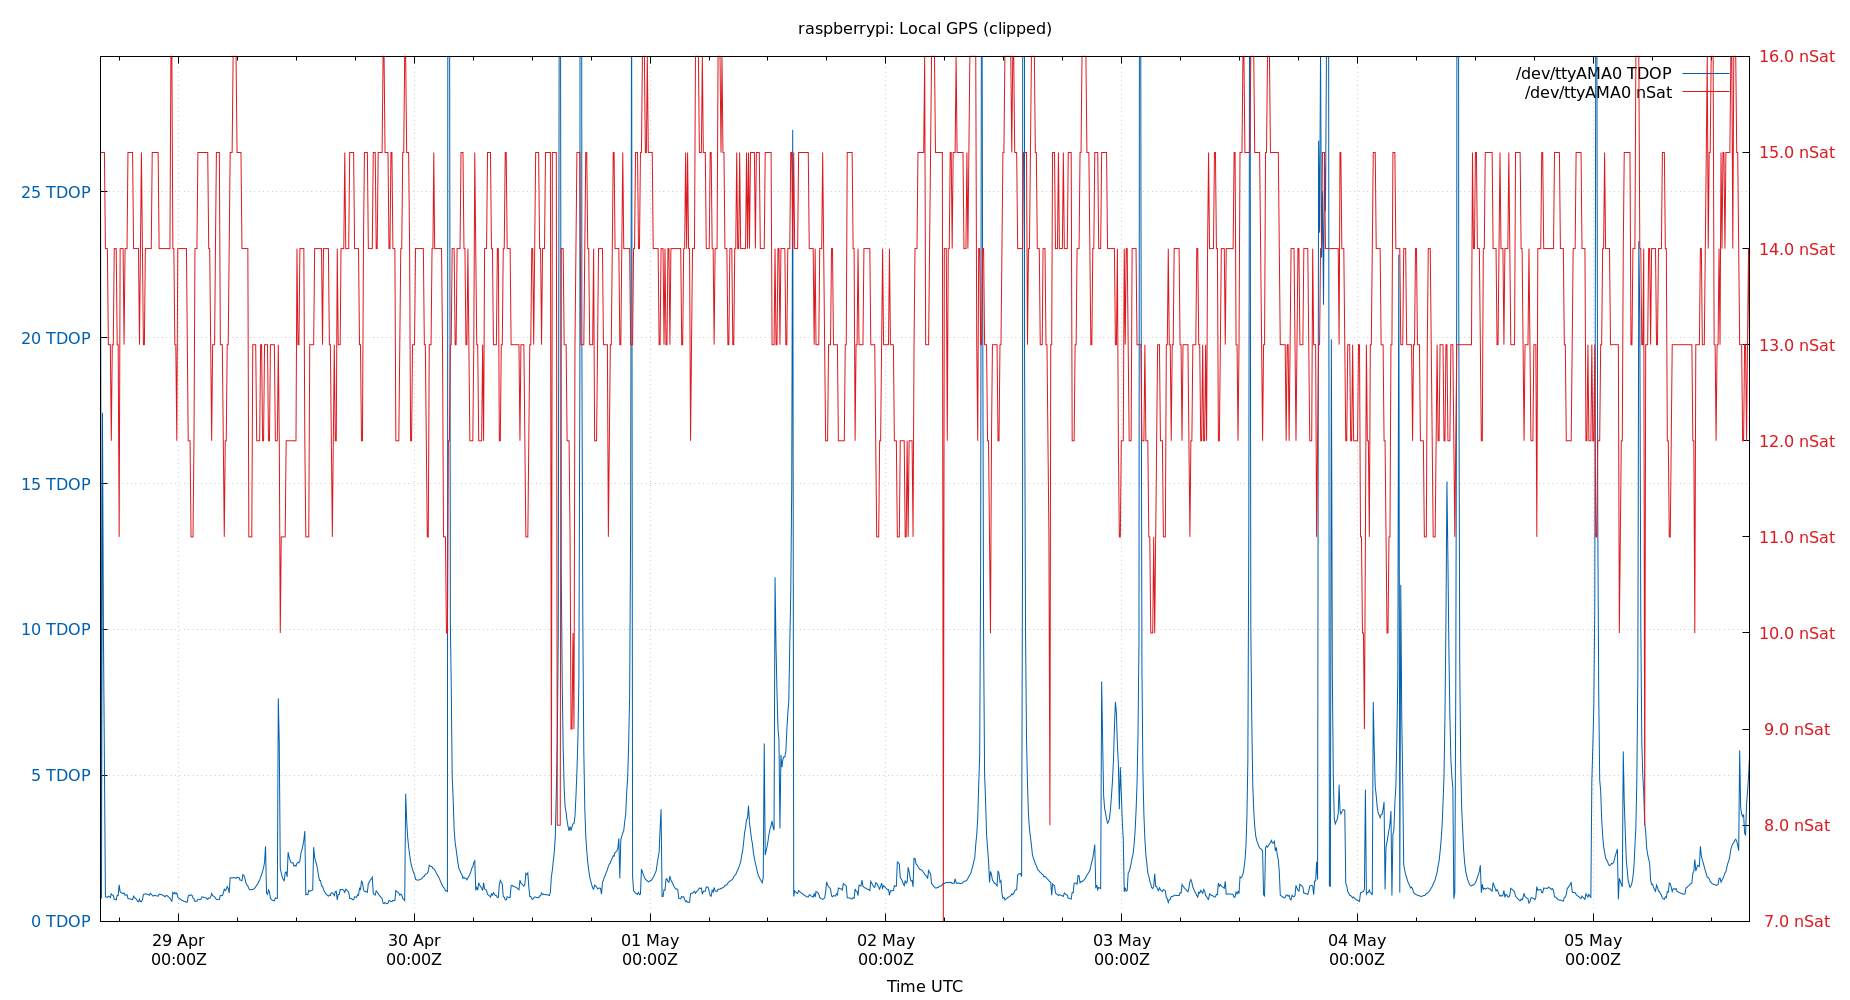 raspberrypi: Local GPS (clipped)
/dev/ttyAMA0 TDOP
/dev/ttyAMA0 nSat
25 TDOP
20 TDOP
15 TDOP
10 TDOP
5 TDOP
0 TDOP
16.0 nSat
15.0 nSat
14.0 nSat
13.0 nSat
12.0 nSat
11.0 nSat
10.0 nSat
9.0 nSat
8.0 nSat
7.0 nSat
29 Apr
00:00Z
30 Apr
00:00Z
01 May
00:00Z
02 May
00:00Z
03 May
00:00Z
04 May
00:00Z
05 May
00:00Z
Time UTC